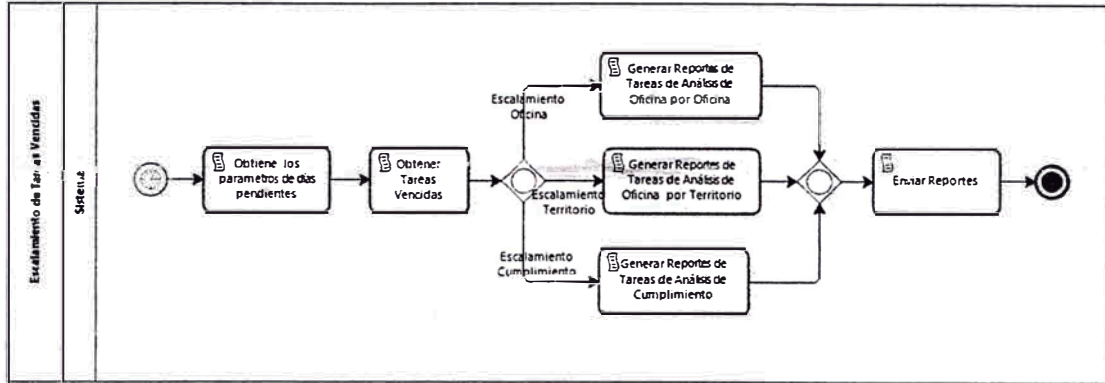 Escalamiento de Tareas Vencidas
Sistema
Obtiene los
parametros de dias
pendientes
Obtener
Tareas
Vencidas
Escalamiento
Oficina
Escalamiento
Territorio
Escalamiento
Cumplimiento
Generar Reportes de
Tareas de Análisis de
Oficina por Oficina
Generar Reportes de
Tareas de Análisis de
Oficina por Territorio
Generar Reportes de
Tareas de Análisis de
Cumplimiento
Enviar Reportes